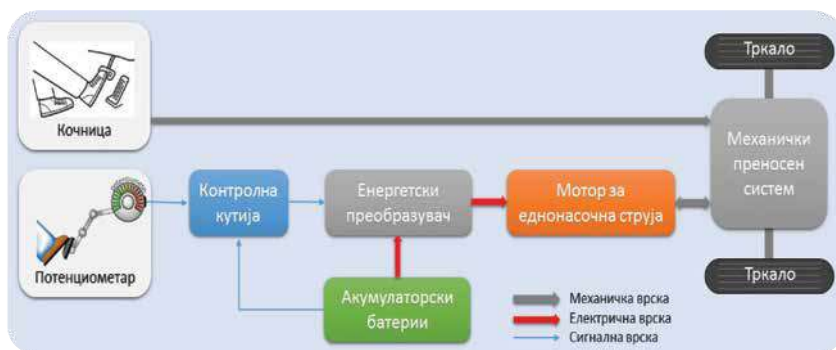 Тркало
Кочница
Механички
преносен
систем
Контролна
кутија
Енергетски
преобразувач
Мотор за
еднонасочна струја
Потенциометар
Акумулаторски
батерии
Тркало
Механичка врска
Електрична врска
Сигнална врска